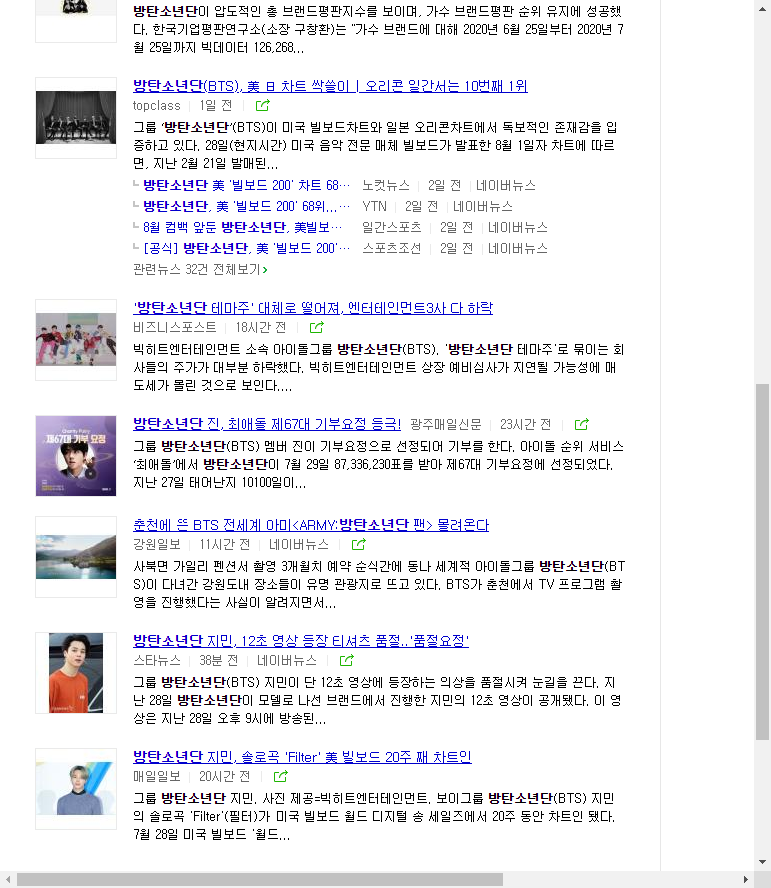 방탄소년단이 압도적인 총 브랜드평판지수를 보이며, 가수 브랜드평판 순위 유지에 성공했
다. 한국기업평판연구소(소장 구창환)는 "가수 브랜드에 대해 2020년 6월 25일부터 2020년 7
월 25일까지 빅데이터 126,268...
방탄소년단(BTS), 美 日 차트 싹쓸이 | 오리콘 일간서는 10번째 1위
topclass 1일 전
그룹 '방탄소년단'(BTS)이 미국 빌보드차트와 일본 오리콘차트에서 독보적인 존재감을 입
증하고 있다. 28일(현지시간) 미국 음악 전문 매체 빌보드가 발표한 8월 1일자 차트에 따르
면, 지난 2월 21일 발매된...
방탄소년단 美 '빌보드 200' 차트 68··· 노컷뉴스 2일 전 네이버뉴스
방탄소년단, 美 '빌보드 200' 68위...··· YTN 2일 전 네이버뉴스
8월 컴백 앞둔 방탄소년단, 美빌보··· 일간스포츠 2일 전 네이버뉴스
[공식] 방탄소년단, 美 '빌보드 200'··· 스포츠조선 2일 전 네이버뉴스
관련뉴스 32건 전체보기>
'방탄소년단 테마주' 대체로 떨어져, 엔터테인먼트3사 다 하락
비즈니스포스트 18시간 전
빅히트엔터테인먼트 소속 아이돌그룹 방탄소년단(BTS), '방탄소년단 테마주'로 묶이는 회
사들의 주가가 대부분 하락했다. 빅히트엔터테인먼트 상장 예비심사가 지연될 가능성에 매
도세가 몰린 것으로 보인다....
방탄소년단 진, 최애돌 제67대 기부요정 등극! 광주매일신문 23시간 전
Charity Fairy
제67대 기부 요정
그룹 방탄소년단(BTS) 멤버 진이 기부요정으로 선정되어 기부를 한다. 아이돌 순위 서비스
'최애돌'에서 방탄소년단이 7월 29일 87,336,230표를 받아 제67대 기부요정에 선정되었다.
지난 27일 태어난지 10100일이...
춘천에 뜬 BTS 전세계 아미<ARMY:방탄소년단 팬> 몰려온다
강원일보 11시간 전 네이버뉴스
사북면 가일리 펜션서 촬영 3개월치 예약 순식간에 동나 세계적 아이돌그룹 방탄소년단(BT
S)이 다녀간 강원도내 장소들이 유명 관광지로 뜨고 있다. BTS가 춘천에서 TV 프로그램 촬
영을 진행했다는 사실이 알려지면서...
방탄소년단 지민, 12초 영상 등장 티셔츠 품절..'품절요정'
스타뉴스 38분 전 네이버뉴스
그룹 방탄소년단(BTS) 지민이 단 12초 영상에 등장하는 의상을 품절시켜 눈길을 끈다. 지
난 28일 방탄소년단이 모델로 나선 브랜드에서 진행한 지민의 12초 영상이 공개됐다. 이 영
상은 지난 28일 오후 9시에 방송된...
방탄소년단 지민, 솔로곡 'Filter' 美 빌보드 20주 째 차트인
매일일보 20시간 전
그룹 방탄소년단 지민. 사진 제공=빅히트엔터테인먼트. 보이그룹 방탄소년단(BTS) 지민
의 솔로곡 'Filter'(필터)가 미국 빌보드 월드 디지털 송 세일즈에서 20주 동안 차트인 됐다.
7월 28일 미국 빌보드 '월드...